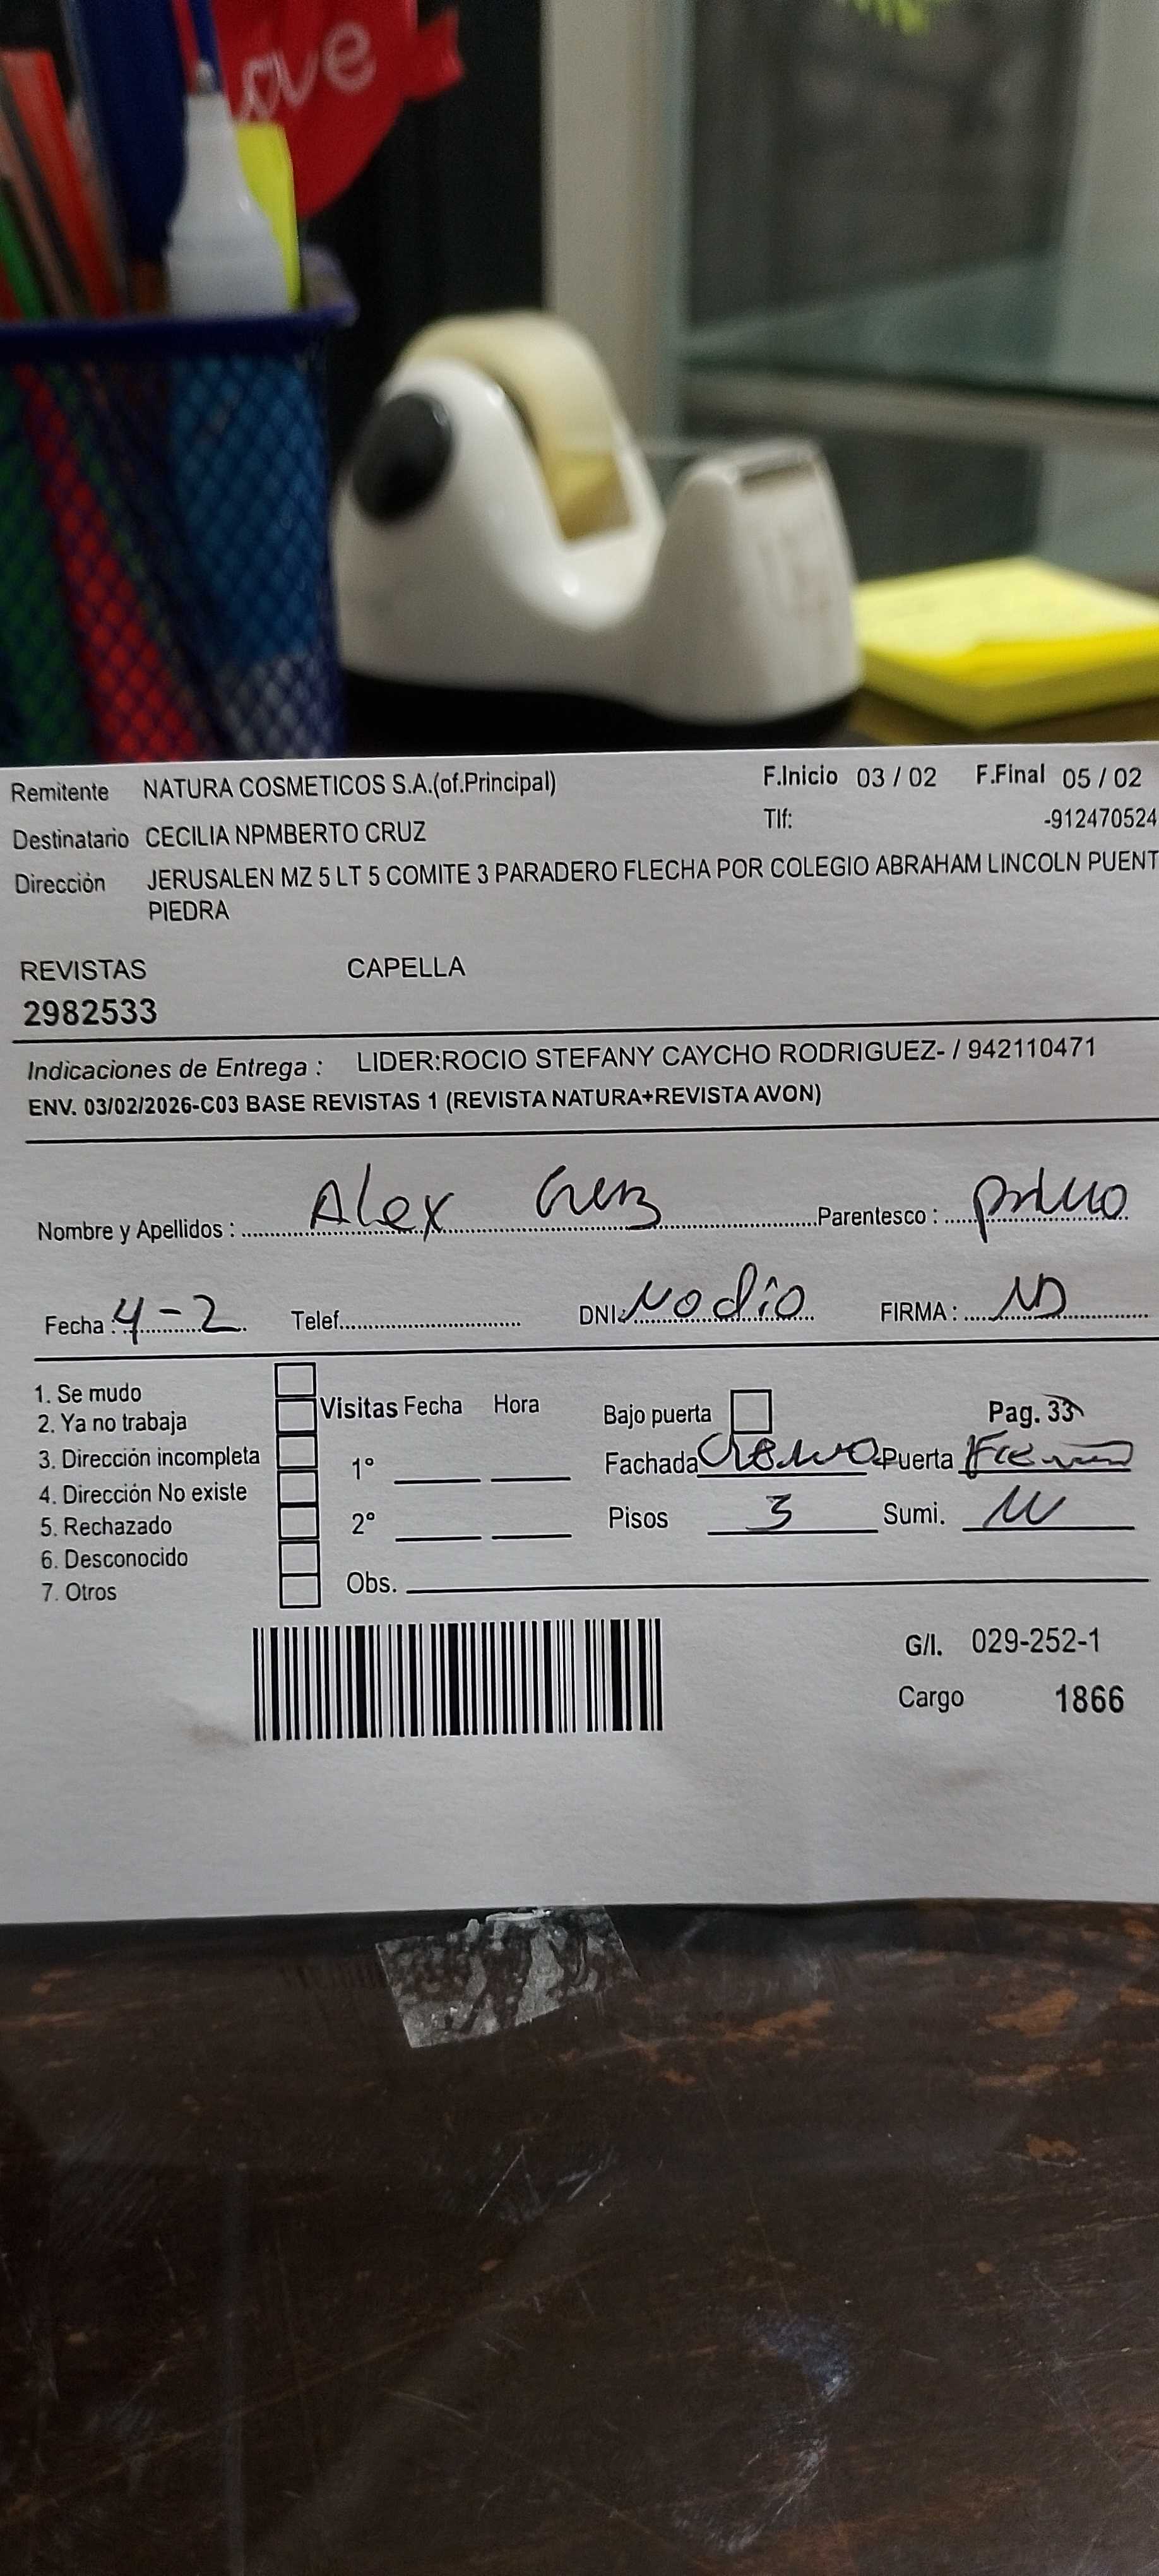 Love
Remitente NATURA COSMETICOS S.A.(of.Principal) F.Inicio 03 / 02 F.Final 05 / 02
Destinatario CECILIA NPMBERTO CRUZ Tlf: -912470524
Dirección JERUSALEN MZ 5 LT 5 COMITE 3 PARADERO FLECHA POR COLEGIO ABRAHAM LINCOLN PUENT
PIEDRA
REVISTAS CAPELLA
2982533
Indicaciones de Entrega : LIDER:ROCIO STEFANY CAYCHO RODRIGUEZ- / 942110471
ENV. 03/02/2026-C03 BASE REVISTAS 1 (REVISTA NATURA+REVISTA AVON)
Nombre y Apellidos : Alex Cruz Parentesco : primo
Fecha : 4-2 Telef. DNI: No dio FIRMA :
1. Se mudo
2. Ya no trabaja Visitas Fecha Hora Bajo puerta Pag. 33
3. Dirección incompleta 1° Fachada Crema Puerta Fierro
4. Dirección No existe
5. Rechazado 2° Pisos 3 Sumi.
6. Desconocido
7. Otros Obs.
G/I. 029-252-1
Cargo 1866